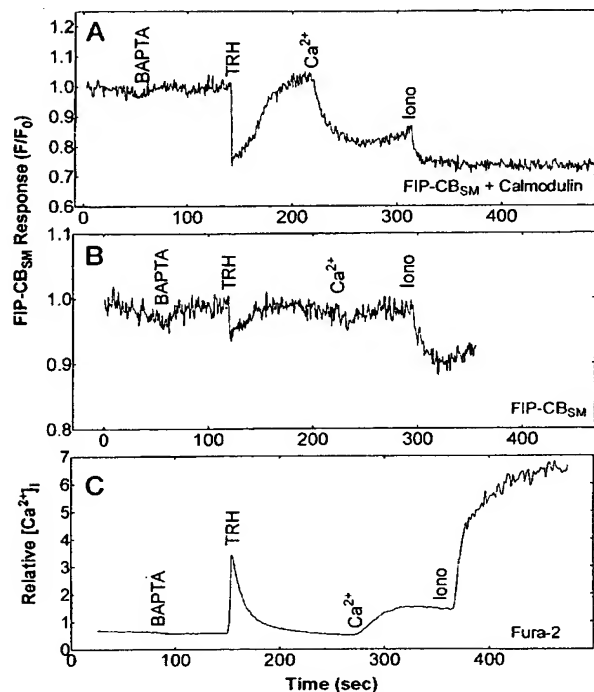 A
BAPTA
TRH
Ca²⁺
Iono
1.2
1.1
1.0
0.9
0.8
0.7
0.6
0 100 200 300 400
FIP-CB_SM + Calmodulin
FIP-CB_SM Response (F/F₀)
B
BAPTA
TRH
Ca²⁺
Iono
1.1
1.0
0.9
0.8
0 100 200 300 400
FIP-CB_SM
C
BAPTA
TRH
Ca²⁺
Iono
Relative [Ca²⁺]ᵢ
7
6
5
4
3
2
1
0
0 100 200 300 400
Fura-2
Time (sec)